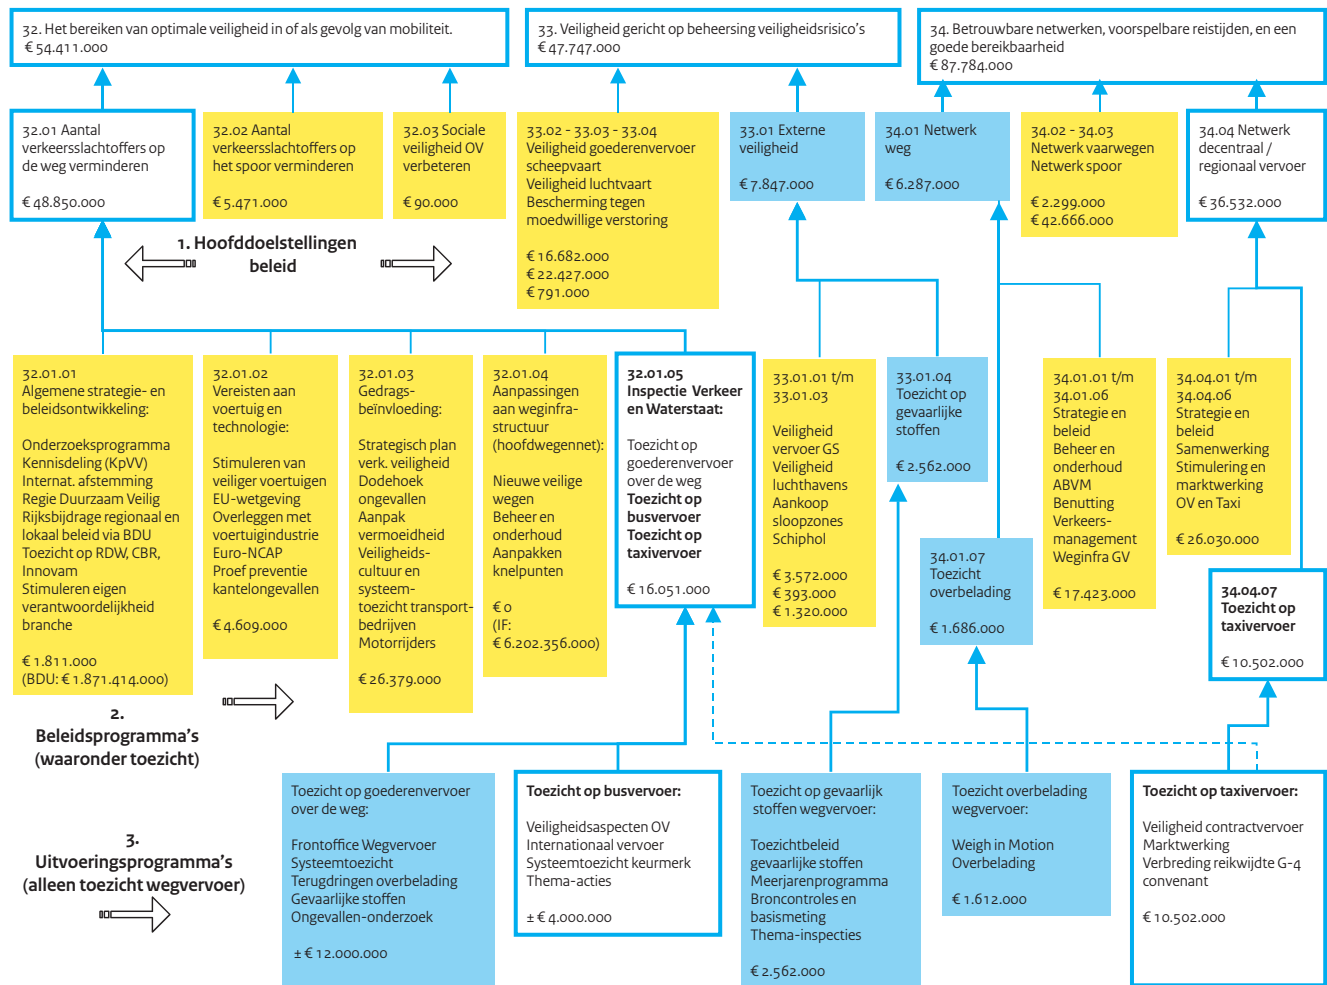 32. Het bereiken van optimale veiligheid in of als gevolg van mobiliteit.
€ 54.411.000
33. Veiligheid gericht op beheersing veiligheidsrisico's
€ 47.747.000
34. Betrouwbare netwerken, voorspelbare reistijden, en een
goede bereikbaarheid
€ 87.784.000
32.01 Aantal
verkeersslachtoffers op
de weg verminderen
€ 48.850.000
32.02 Aantal
verkeersslachtoffers op
het spoor verminderen
€ 5.471.000
32.03 Sociale
veiligheid OV
verbeteren
€ 90.000
33.02 - 33.03 - 33.04
Veiligheid goederenvervoer
scheepvaart
Veiligheid luchtvaart
Bescherming tegen
moedwillige verstoring
€ 16.682.000
€ 22.427.000
€ 791.000
33.01 Externe
veiligheid
€ 7.847.000
34.01 Netwerk
weg
€ 6.287.000
34.02 - 34.03
Netwerk vaarwegen
Netwerk spoor
€ 2.299.000
€ 42.666.000
34.04 Netwerk
decentraal /
regionaal vervoer
€ 36.532.000
1. Hoofddoelstellingen
beleid
32.01.01
Algemene strategie- en
beleidsontwikkeling:
Onderzoeksprogramma
Kennisdeling (KpVV)
Internat. afstemming
Regie Duurzaam Veilig
Rijksbijdrage regionaal en
lokaal beleid via BDU
Toezicht op RDW, CBR,
Innovam
Stimuleren eigen
verantwoordelijkheid
branche
€ 1.811.000
(BDU: € 1.871.414.000)
32.01.02
Vereisten aan
voertuig en
technologie:
Stimuleren van
veiliger voertuigen
EU-wetgeving
Overleggen met
voertuigindustrie
Euro-NCAP
Proef preventie
kantelongevallen
€ 4.609.000
32.01.03
Gedrags-
beïnvloeding:
Strategisch plan
verk. veiligheid
Dodehoek
ongevallen
Aanpak
vermoeidheid
Veiligheids-
cultuur en
systeem-
toezicht transport-
bedrijven
Motorrijders
€ 26.379.000
32.01.04
Aanpassingen
aan weginfra-
structuur
(hoofdwegennet):
Nieuwe veilige
wegen
Beheer en
onderhoud
Aanpakken
knelpunten
€ 0
(IF:
€ 6.202.356.000)
32.01.05
Inspectie Verkeer
en Waterstaat:
Toezicht op
goederenvervoer
over de weg
Toezicht op
busvervoer
Toezicht op
taxivervoer
€ 16.051.000
33.01.01 t/m
33.01.03
Veiligheid
vervoer GS
Veiligheid
luchthavens
Aankoop
sloopzones
Schiphol
€ 3.572.000
€ 393.000
€ 1.320.000
33.01.04
Toezicht op
gevaarlijke
stoffen
€ 2.562.000
34.01.07
Toezicht
overbelading
€ 1.686.000
34.01.01 t/m
34.01.06
Strategie en
beleid
Beheer en
onderhoud
ABVM
Benutting
Verkeers-
management
Weginfra GV
€ 17.423.000
34.04.01 t/m
34.04.06
Strategie en
beleid
Samenwerking
Stimulering en
marktwerking
OV en Taxi
€ 26.030.000
34.04.07
Toezicht op
taxivervoer
€ 10.502.000
2.
Beleidsprogramma's
(waaronder toezicht)
3.
Uitvoeringsprogramma's
(alleen toezicht wegvervoer)
Toezicht op goederenvervoer
over de weg:
Frontoffice Wegvervoer
Systeemtoezicht
Terugdringen overbelading
Gevaarlijke stoffen
Ongevallen-onderzoek
± € 12.000.000
Toezicht op busvervoer:
Veiligheidsaspecten OV
Internationaal vervoer
Systeemtoezicht keurmerk
Thema-acties
± € 4.000.000
Toezicht op gevaarlijk
stoffen wegvervoer:
Toezichtbeleid
gevaarlijke stoffen
Meerjarenprogramma
Broncontroles en
basismeting
Thema-inspecties
€ 2.562.000
Toezicht overbelading
wegvervoer:
Weigh in Motion
Overbelading
€ 1.612.000
Toezicht op taxivervoer:
Veiligheid contractvervoer
Marktwerking
Verbreding reikwijdte G-4
convenant
€ 10.502.000